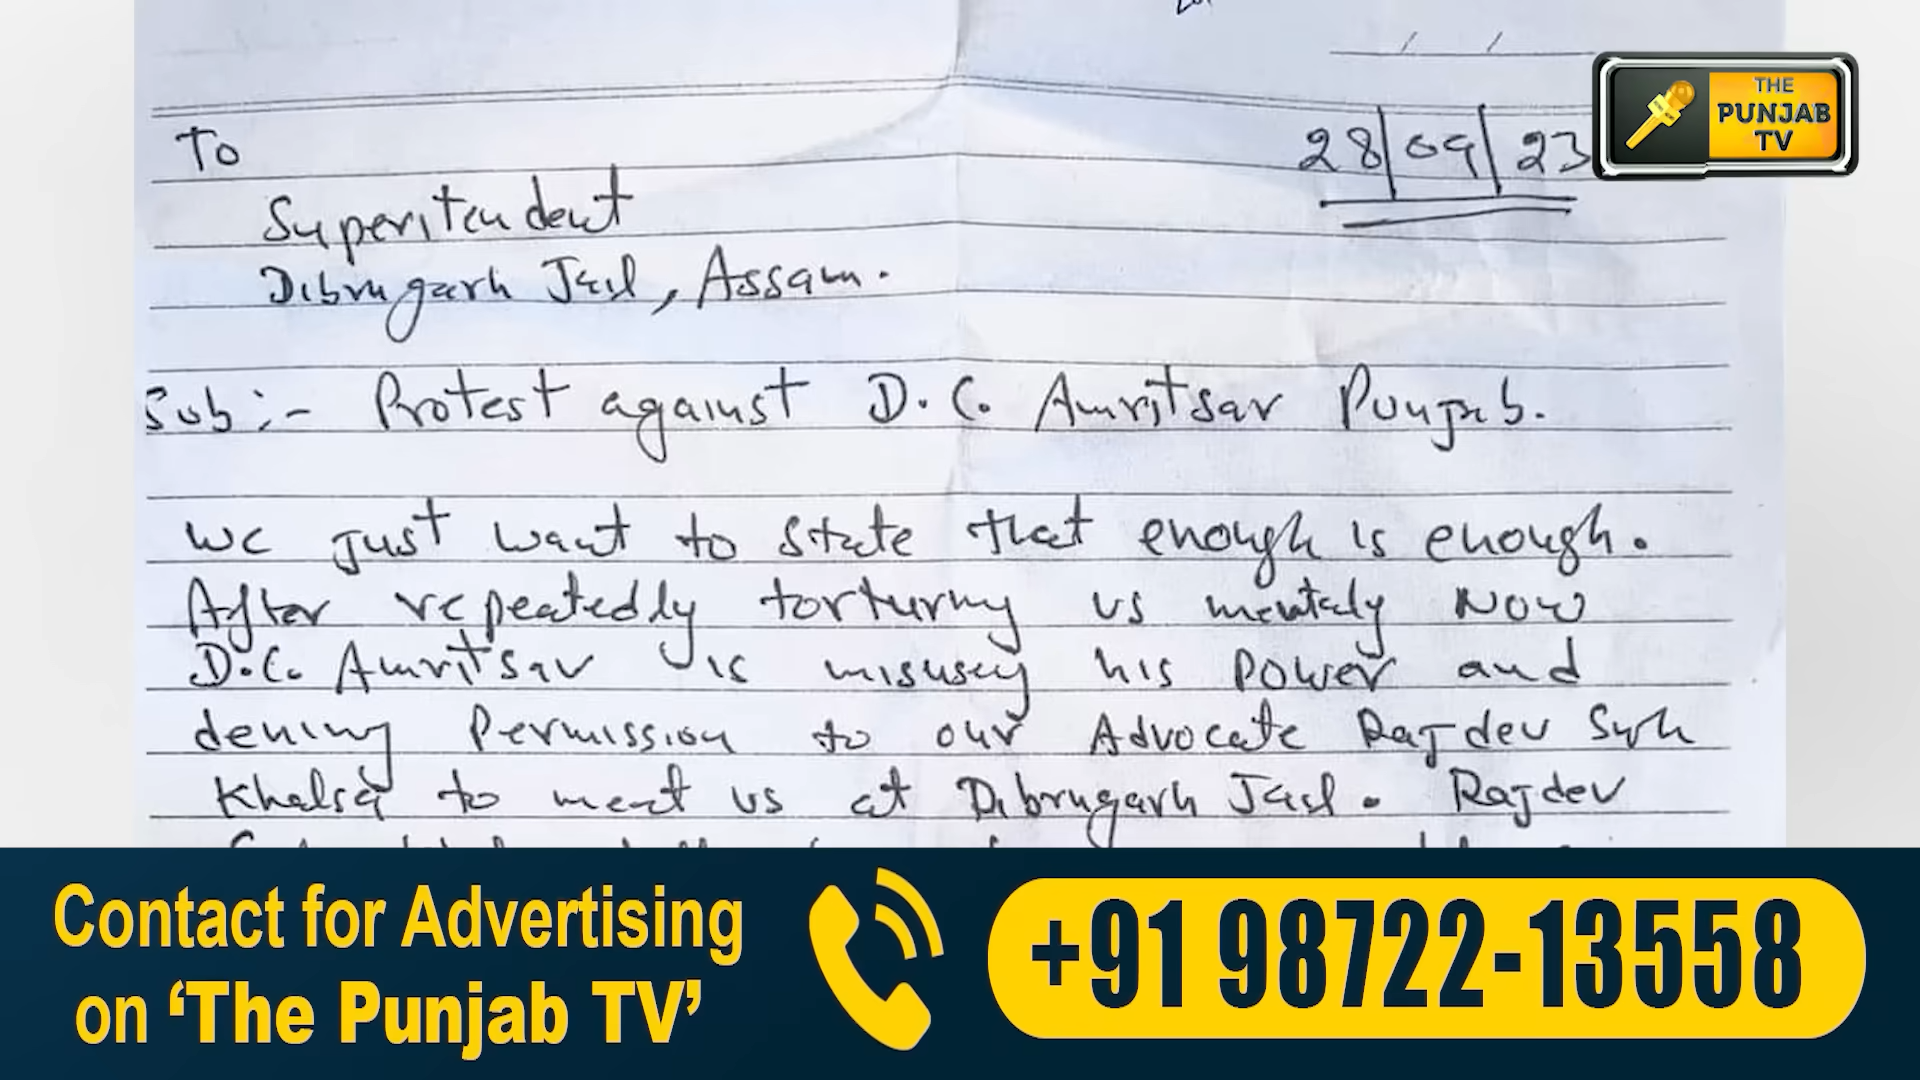 THE
PUNJAB
TV
28/09/23
To
Superitendent
Dibrugarh Jail, Assam.
Sub:- Protest against D.C. Amritsar Punjab.
We just want to state that enough is enough.
After repeatedly torturing us mentaly Now
D.C. Amritsar is misusing his Power and
dening Permission to our Advocate Rajdev Singh
Khalsa to meet us at Dibrugarh Jail. Rajdev
Contact for Advertising
on ‘The Punjab TV’
+91 98722-13558